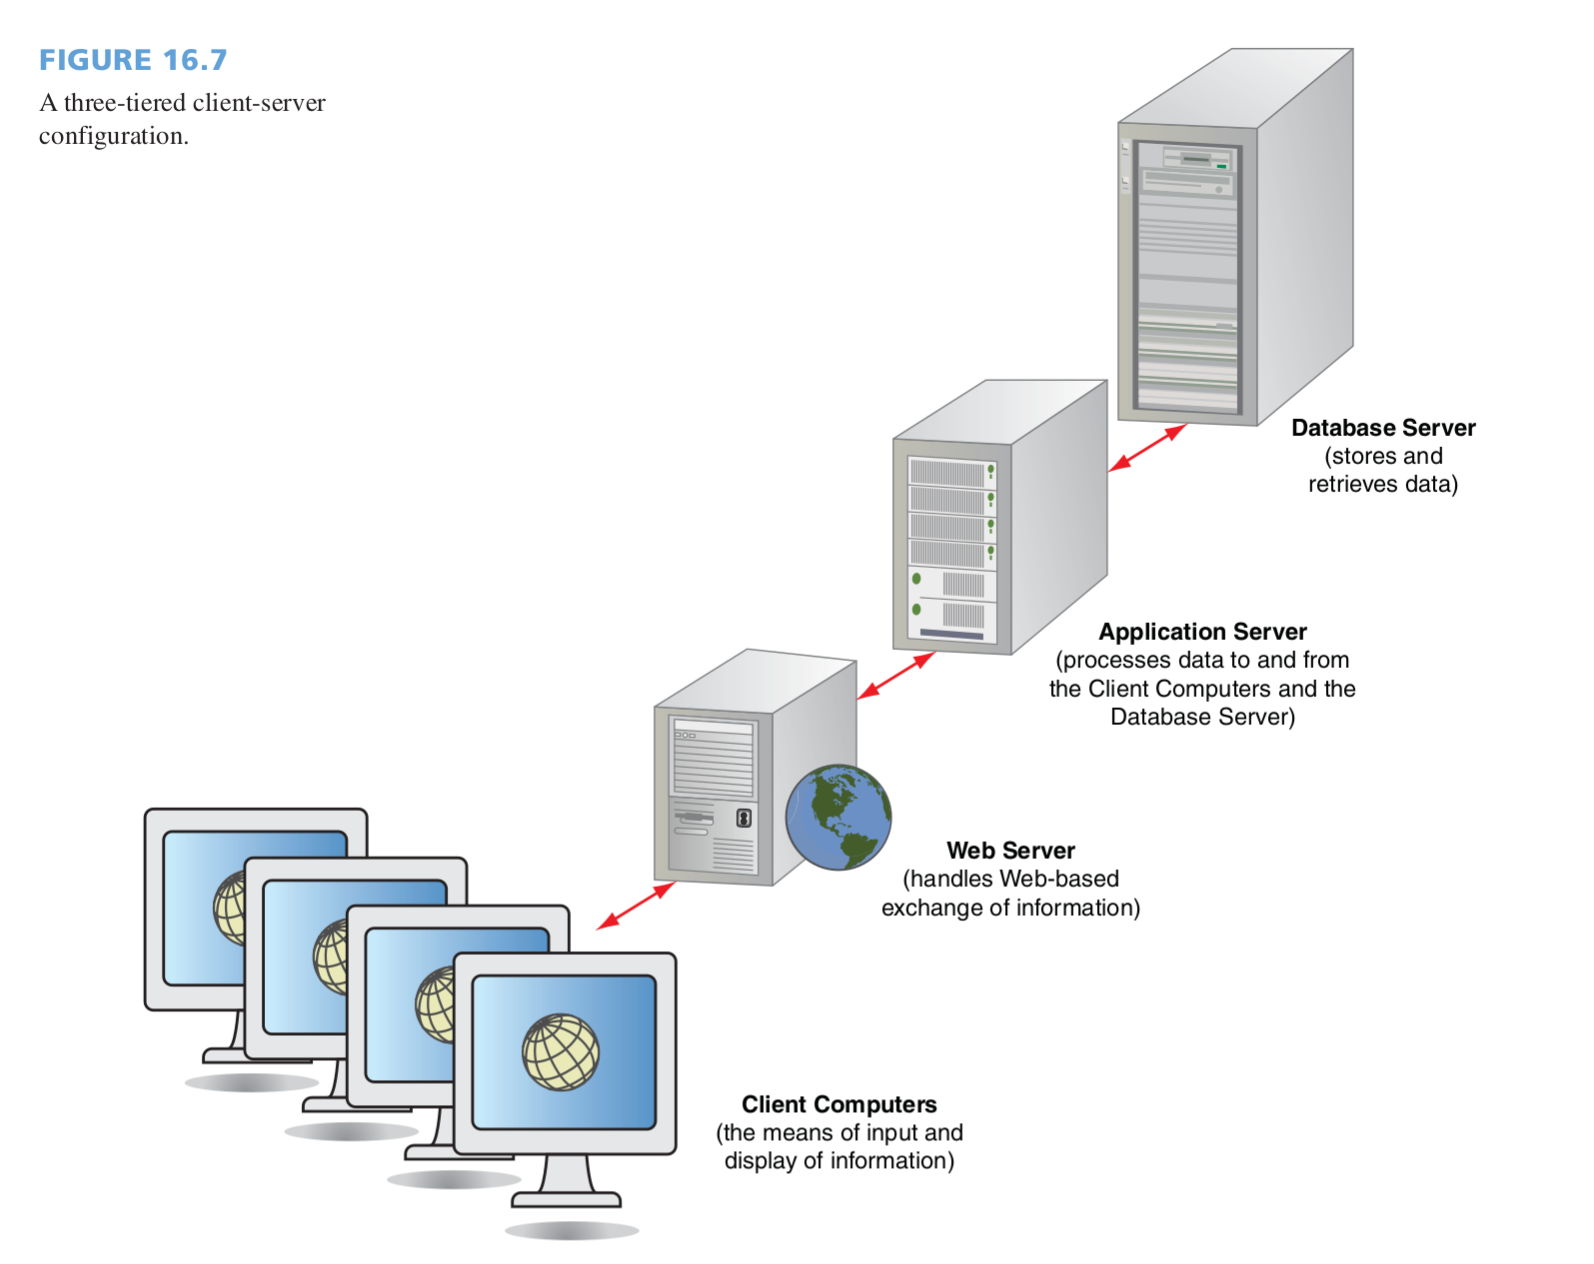 FIGURE 16.7
A three-tiered client-server
configuration.
Database Server
(stores and
retrieves data)
Application Server
(processes data to and from
the Client Computers and the
Database Server)
Web Server
(handles Web-based
exchange of information)
Client Computers
(the means of input and
display of information)